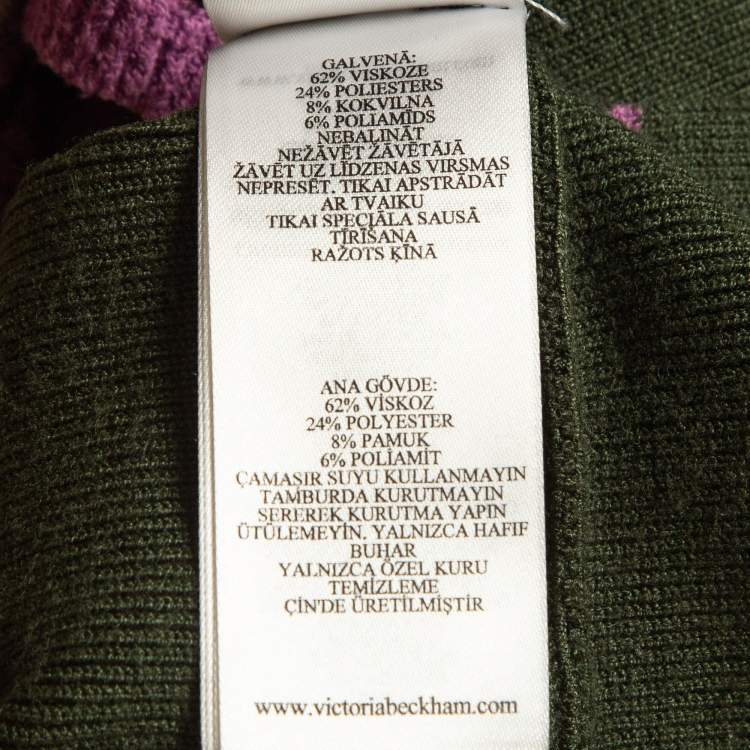 GALVENĀ:
62% VISKOZE
24% POLIESTERS
8% KOKVILNA
6% POLIAMĪDS
NEBALINĀT
NEŽĀVĒT ŽĀVĒTĀJĀ
ŽĀVĒT UZ LĪDZENAS VIRSMAS
NEPRESĒT. TIKAI APSTRĀDĀT
AR TVAIKU
TIKAI SPECIĀLA SAUSĀ
TĪRĪŠANA
RAŽOTS ĶĪNĀ
ANA GÖVDE:
62% VİSKOZ
24% POLYESTER
8% PAMUK
6% POLİAMİT
ÇAMAŞIR SUYU KULLANMAYIN
TAMBURDA KURUTMAYIN
SEREREK KURUTMA YAPIN
ÜTÜLEMEYİN, YALNIZCA HAFİF
BUHAR
YALNIZCA ÖZEL KURU
TEMİZLEME
ÇİN'DE ÜRETİLMİŞTİR
www.victoriabeckham.com